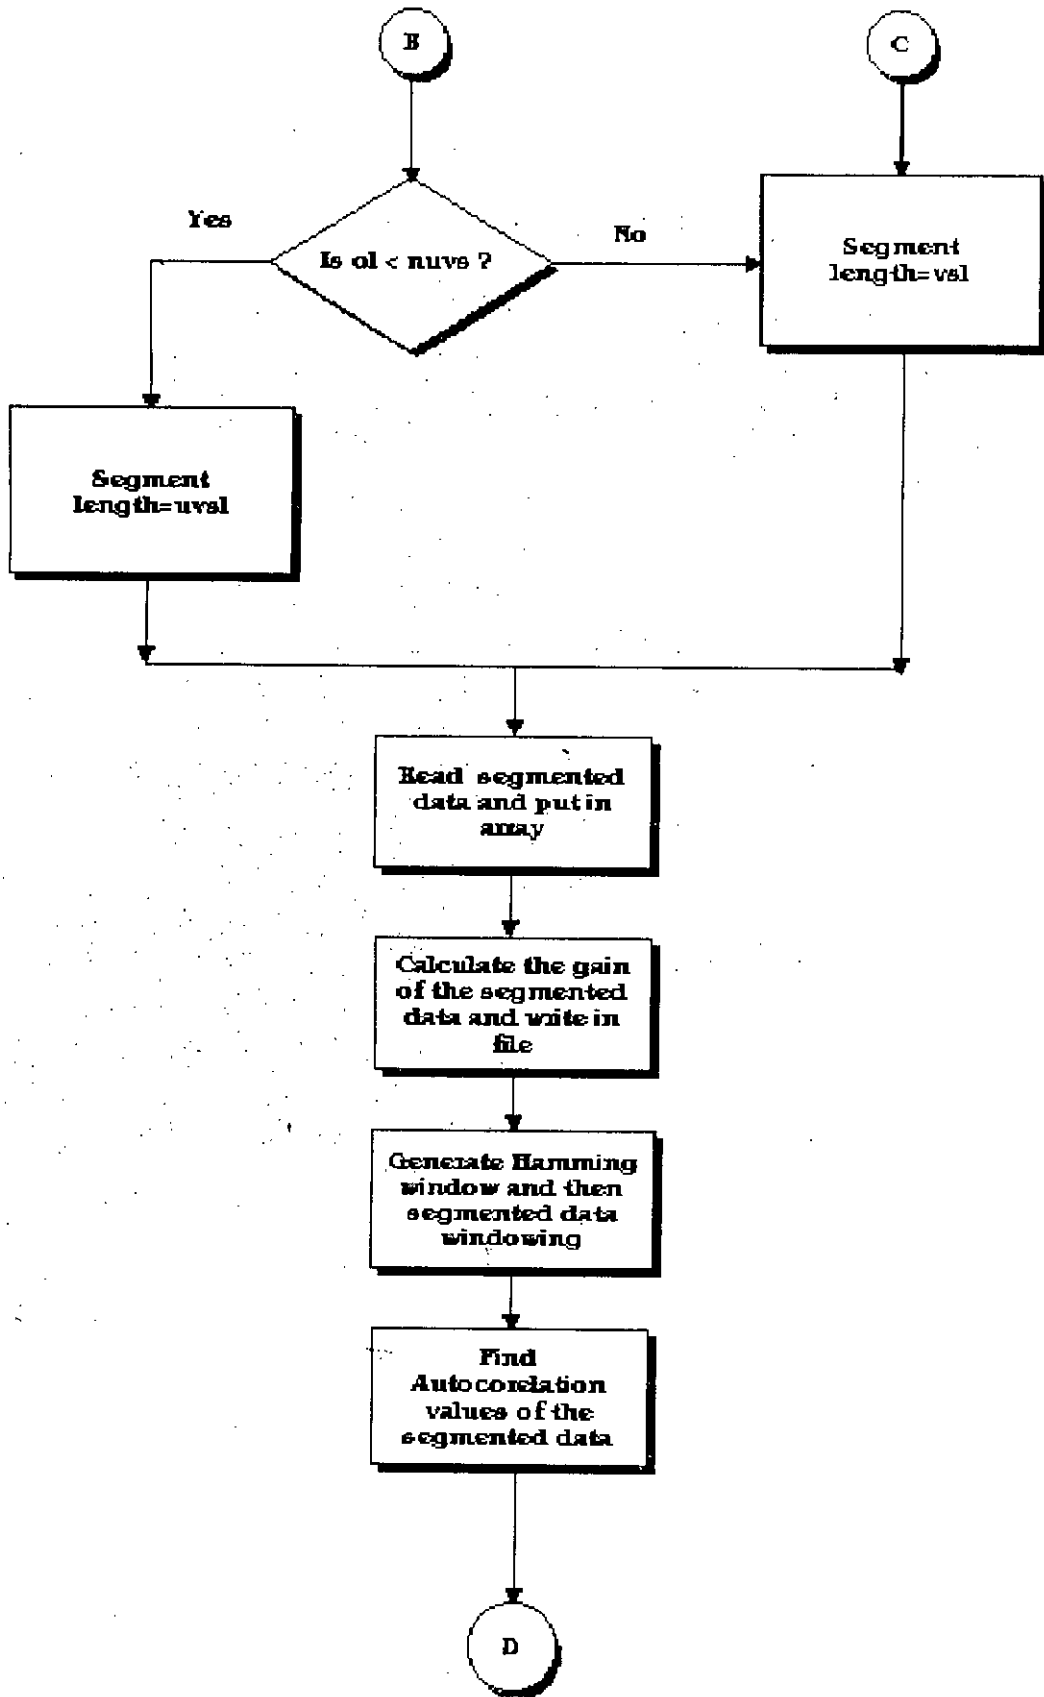 B
C
Yes
Is ol < nuvs ?
No
Segment
length=vsl
Segment
length=uvsl
Read segmented
data and put in
array
Calculate the gain
of the segmented
data and write in
file
Generate Hamming
window and then
segmented data
windowing
Find
Autocorelation
values of the
segmented data
D